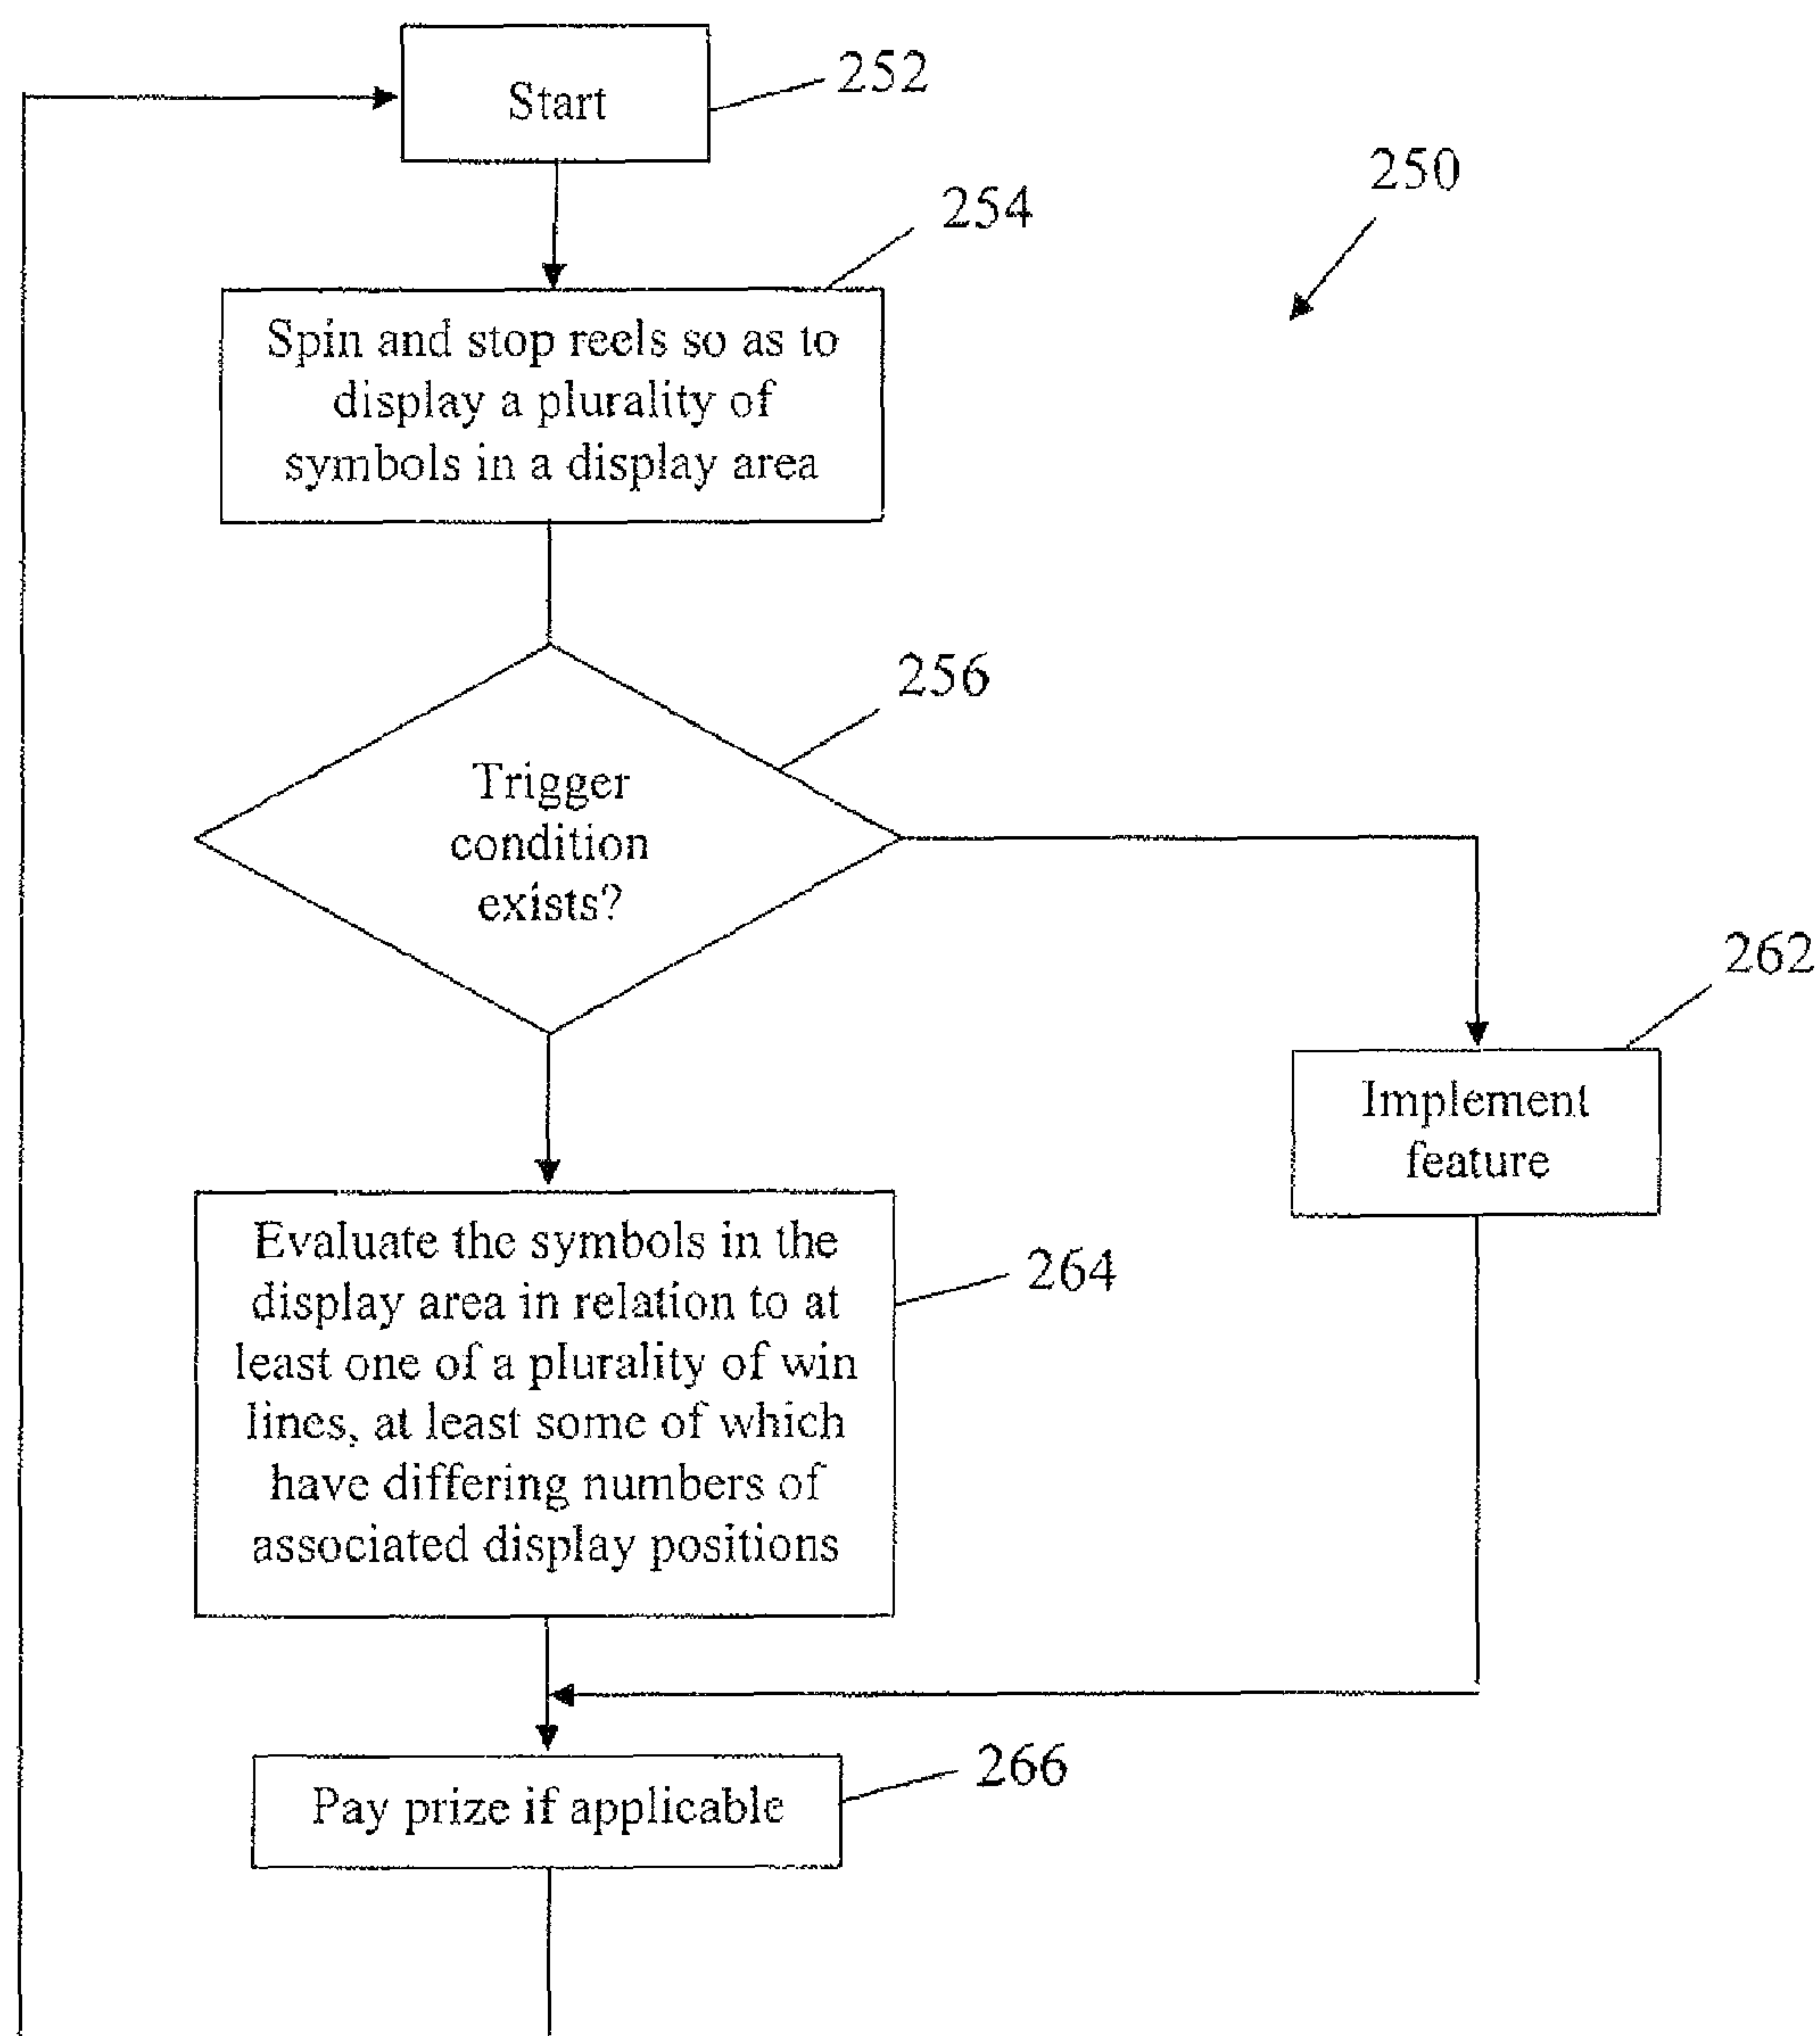 Start
252
250
254
Spin and stop reels so as to
display a plurality of
symbols in a display area
256
Trigger
condition
exists?
262
Implement
feature
Evaluate the symbols in the
display area in relation to at
least one of a plurality of win
lines, at least some of which
have differing numbers of
associated display positions
264
266
Pay prize if applicable